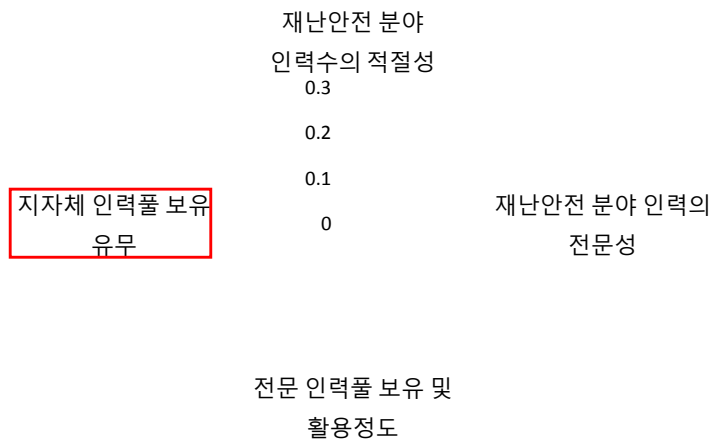 재난안전 분야
인력수의 적절성
0.3
0.2
0.1
0
지자체 인력풀 보유
유무
재난안전 분야 인력의
전문성
전문 인력풀 보유 및
활용정도